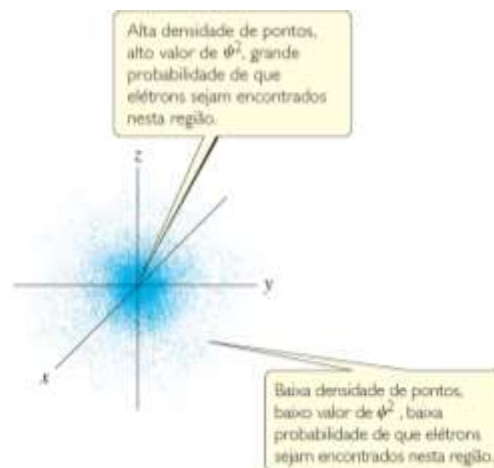 Alta densidade de pontos,
alto valor de ψ², grande
probabilidade de que
elétrons sejam encontrados
nesta região.
z
y
x
Baixa densidade de pontos,
baixo valor de ψ², baixa
probabilidade de que elétrons
sejam encontrados nesta região.